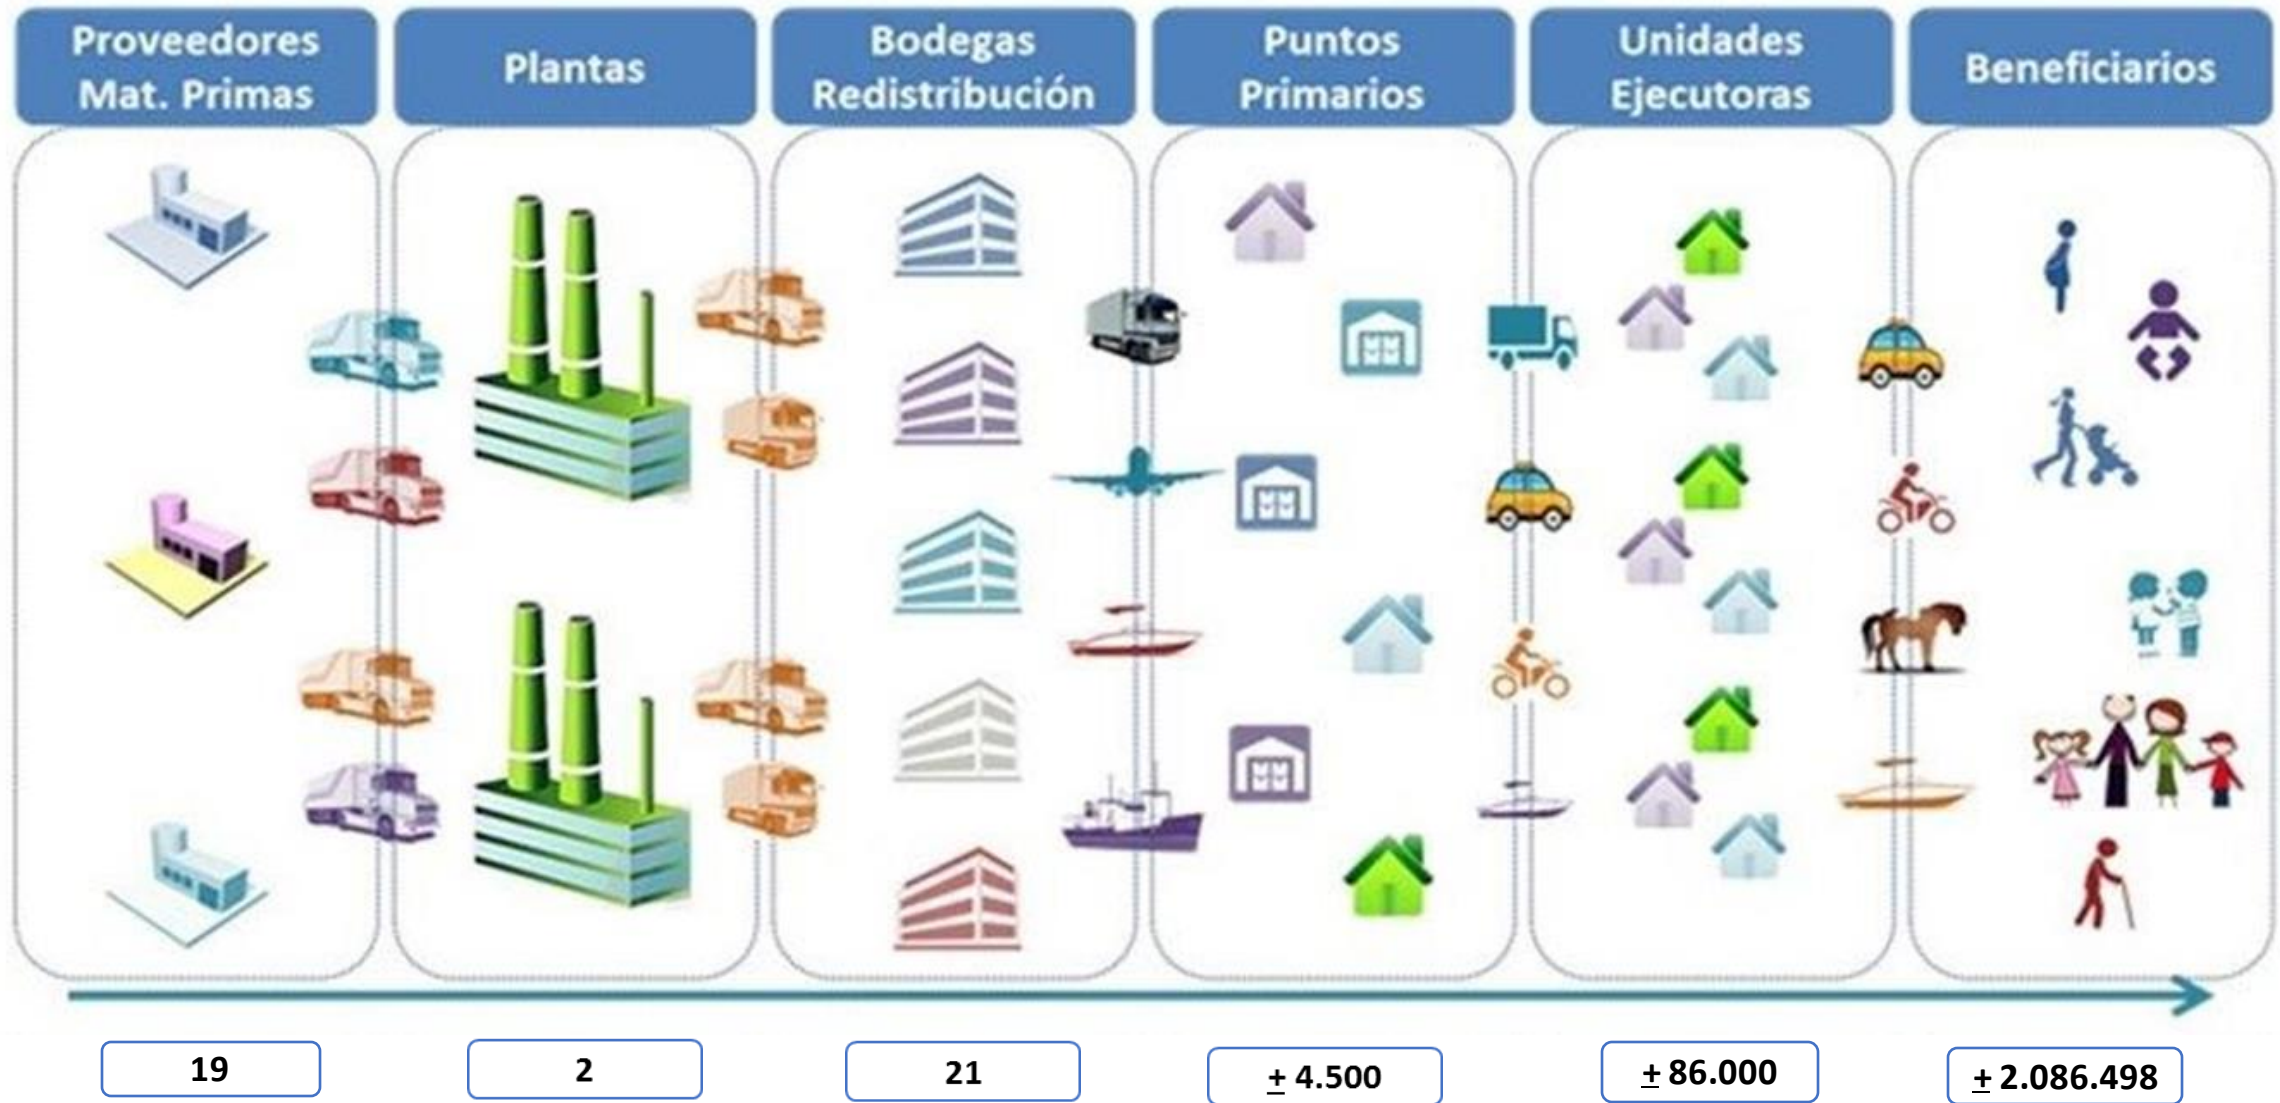 Proveedores
Mat. Primas
Plantas
Bodegas
Redistribución
Puntos
Primarios
Unidades
Ejecutoras
Beneficiarios
19
2
21
± 4.500
± 86.000
± 2.086.498